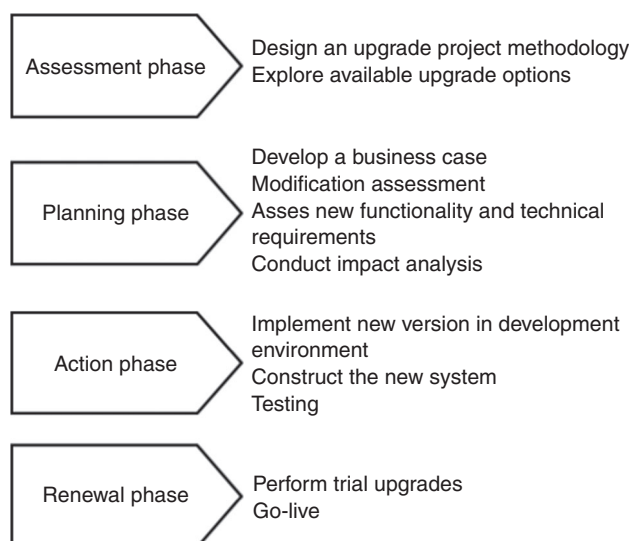 Assessment phase
Design an upgrade project methodology
Explore available upgrade options
Planning phase
Develop a business case
Modification assessment
Asses new functionality and technical
requirements
Conduct impact analysis
Action phase
Implement new version in development
environment
Construct the new system
Testing
Renewal phase
Perform trial upgrades
Go-live